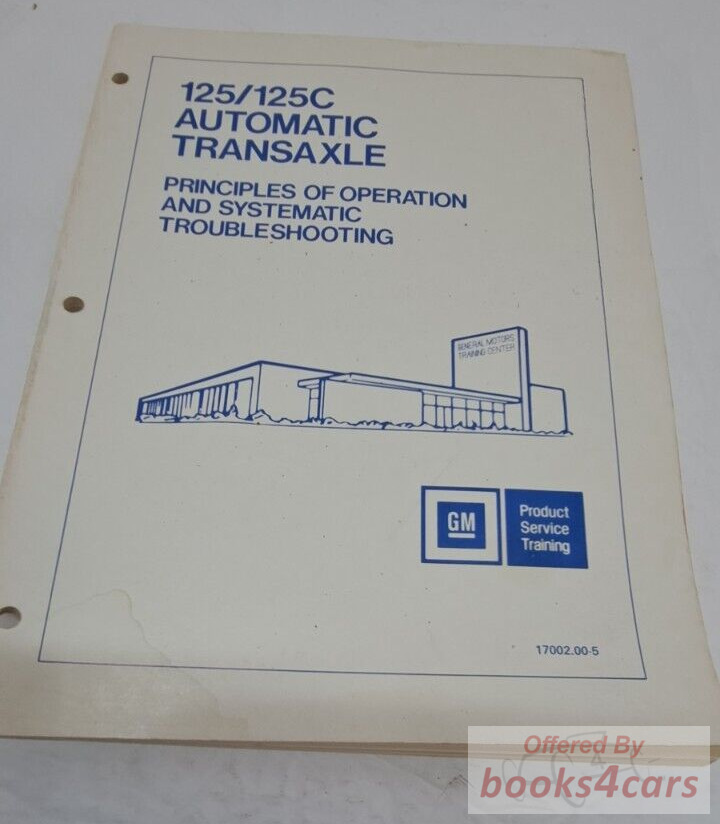 125/125C
AUTOMATIC
TRANSAXLE
PRINCIPLES OF OPERATION
AND SYSTEMATIC
TROUBLESHOOTING
GENERAL MOTORS
TRAINING CENTER
GM
Product
Service
Training
17002.00-5
Offered By
books4cars